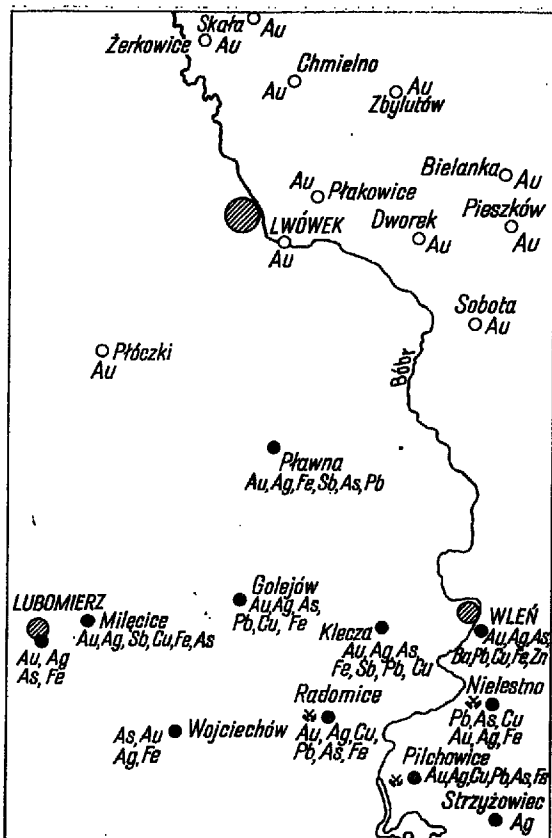 Skała
Au
Żerkowice Au
Chmielno
Au
Au
Zbylutów
Bielanka Au
Au
Płakowice
Pieszków
Au
Dworek
Au
LWÓWEK
Au
Sobota
Au
Płóczki
Au
Bóbr
Pławna
Au, Ag, Fe, Sb, As, Pb
Golejów
Au, Ag, As,
Pb, Cu, Fe
LUBOMIERZ
Au, Ag
As, Fe
Milęcice
Au, Ag, Sb, Cu, Fe, As
Klecza
Au, Ag, As
Fe, Sb, Pb, Cu
WLEŃ
Au, Ag, As,
Ba, Pb, Cu, Fe, Zn
Nielestno
Pb, As, Cu
Au, Ag, Fe
Radomice
Au, Ag, Cu,
Pb, As, Fe
As, Au
Ag, Fe
Wojciechów
Pilchowice
Au, Ag, Cu, Pb, As, Fe
Strzyżowiec
Ag